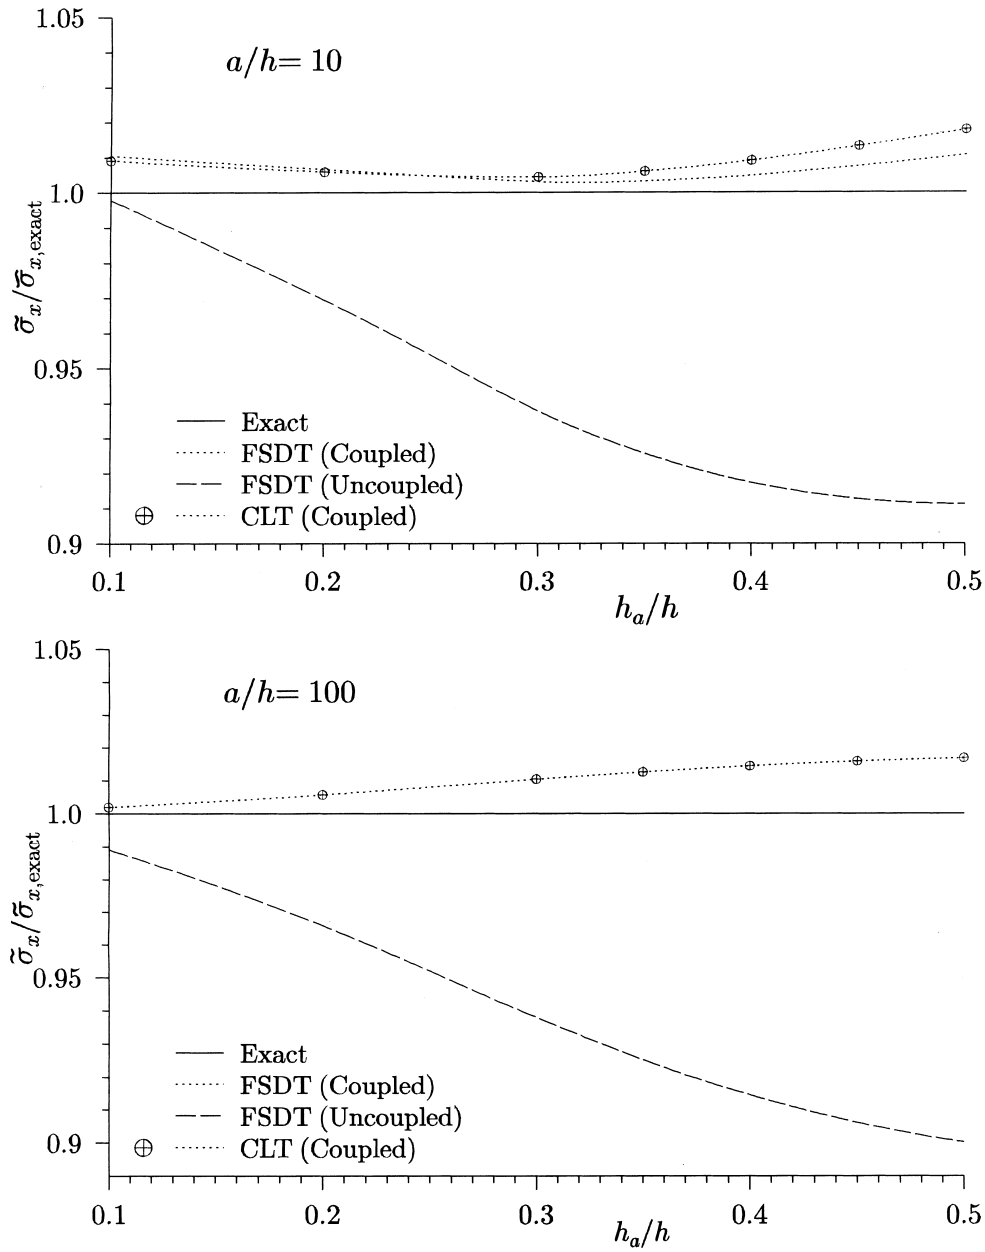 1.05
a/h= 10
1.0
0.95
0.9
σ̃x/σ̃x,exact
Exact
FSDT (Coupled)
FSDT (Uncoupled)
⊕ CLT (Coupled)
0.1 0.2 0.3 0.4 0.5
ha/h
1.05
a/h= 100
1.0
0.95
0.9
σ̃x/σ̃x,exact
Exact
FSDT (Coupled)
FSDT (Uncoupled)
⊕ CLT (Coupled)
0.1 0.2 0.3 0.4 0.5
ha/h